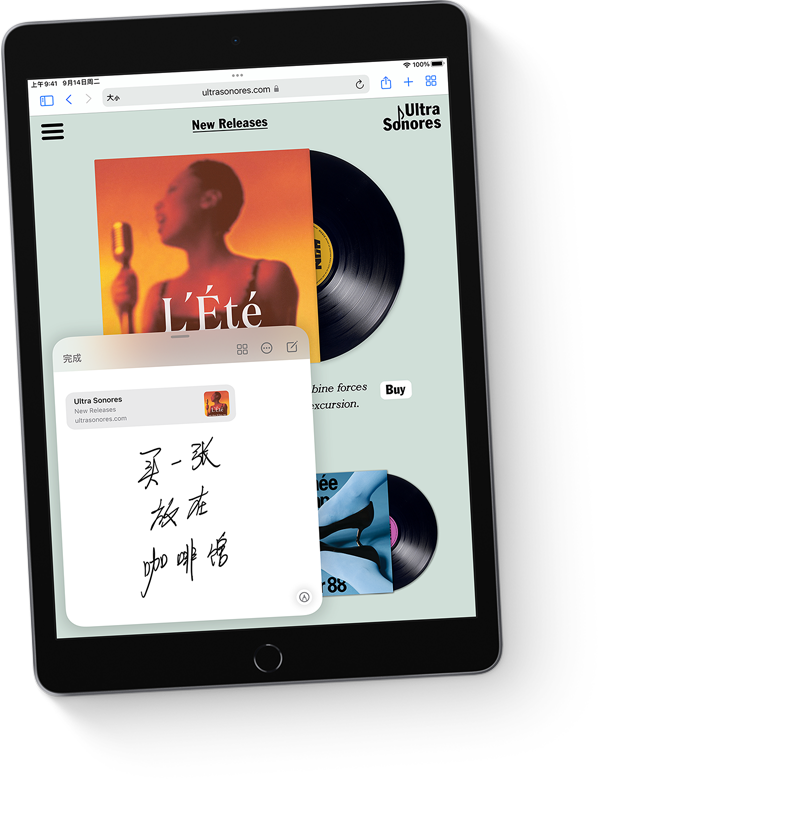 上午9:41 9月14日周二
100%
大小 ultrasonores.com
New Releases
Ultra
Sonores
L'Été
bine forces
excursion.
Buy
完成
Ultra Sonores
New Releases
ultrasonores.com
买一张
放在
咖啡馆
née
r 88